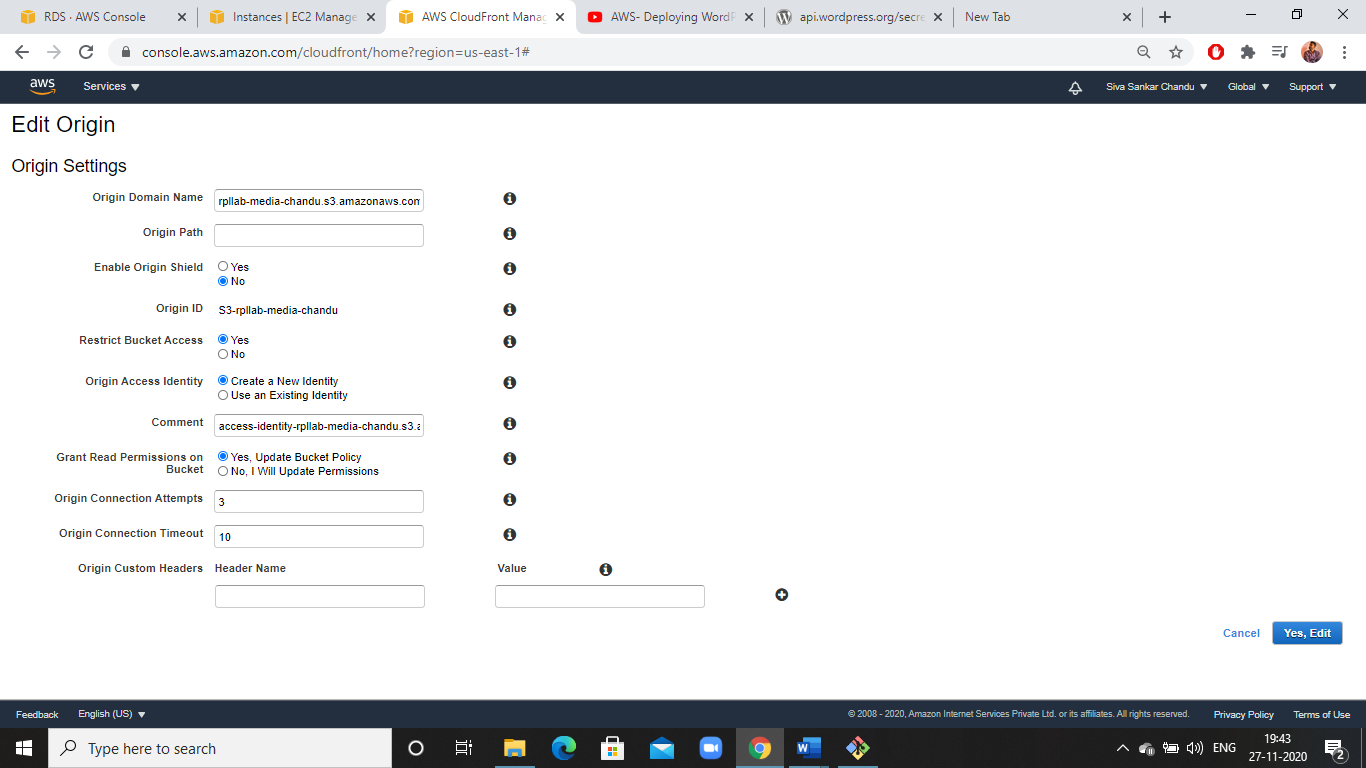 RDS · AWS Console
Instances | EC2 Manage
AWS CloudFront Manag
AWS- Deploying WordP
api.wordpress.org/secre
New Tab
console.aws.amazon.com/cloudfront/home?region=us-east-1#
aws
Services
Siva Sankar Chandu
Global
Support
Edit Origin
Origin Settings
Origin Domain Name
rpllab-media-chandu.s3.amazonaws.com
Origin Path
Enable Origin Shield
Yes
No
Origin ID
S3-rpllab-media-chandu
Restrict Bucket Access
Yes
No
Origin Access Identity
Create a New Identity
Use an Existing Identity
Comment
access-identity-rpllab-media-chandu.s3.a
Grant Read Permissions on
Bucket
Yes, Update Bucket Policy
No, I Will Update Permissions
Origin Connection Attempts
3
Origin Connection Timeout
10
Origin Custom Headers
Header Name
Value
Cancel
Yes, Edit
Feedback
English (US)
© 2008 - 2020, Amazon Internet Services Private Ltd. or its affiliates. All rights reserved.
Privacy Policy
Terms of Use
Type here to search
ENG
19:43
27-11-2020
2